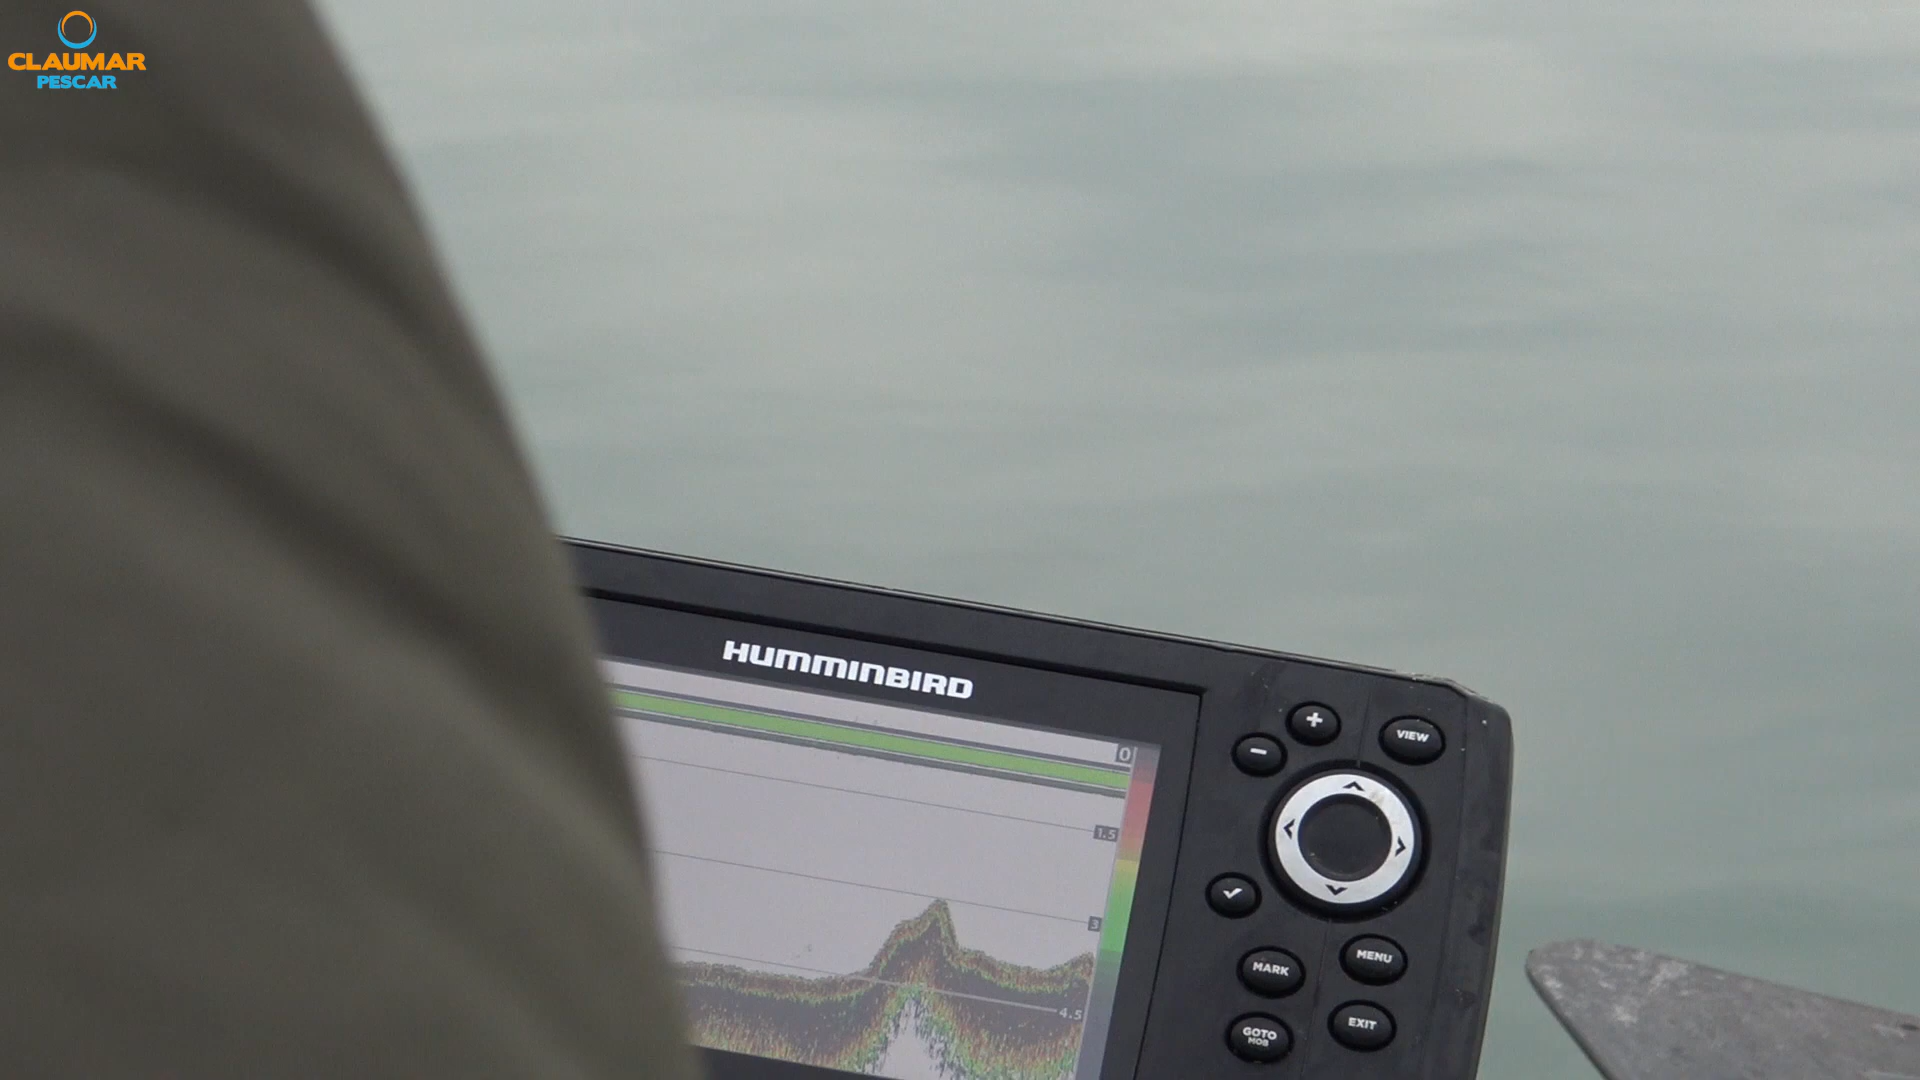 CLAUMAR
PESCAR
HUMMINBIRD
0
1.5
3
4.5
+
-
VIEW
MARK
MENU
GOTO
MOB
EXIT